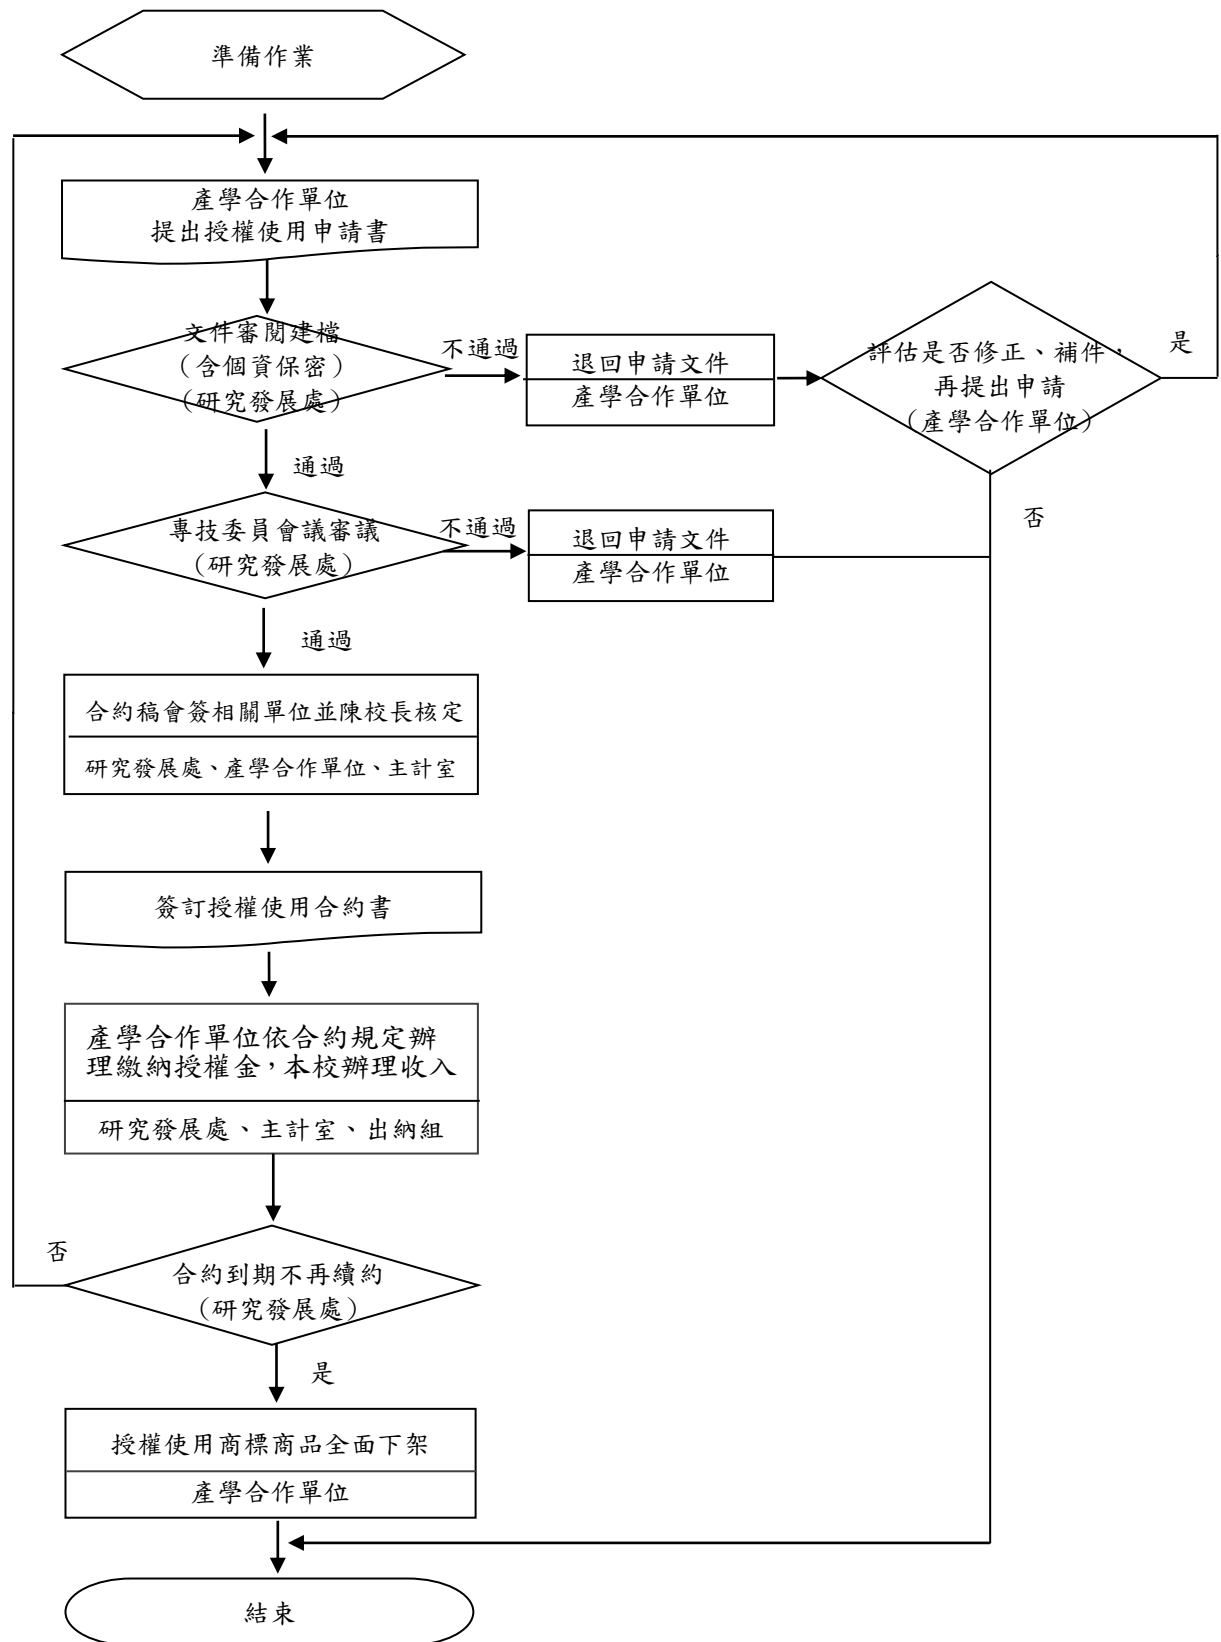 準備作業
產學合作單位
提出授權使用申請書
文件審閱建檔
(含個資保密)
(研究發展處)
不通過
退回申請文件
產學合作單位
評估是否修正、補件，
再提出申請
(產學合作單位)
是
通過
否
專技委員會議審議
(研究發展處)
不通過
退回申請文件
產學合作單位
通過
合約稿會簽相關單位並陳校長核定
研究發展處、產學合作單位、主計室
簽訂授權使用合約書
產學合作單位依合約規定辦
理繳納授權金，本校辦理收入
研究發展處、主計室、出納組
否
合約到期不再續約
(研究發展處)
是
授權使用商標商品全面下架
產學合作單位
結束